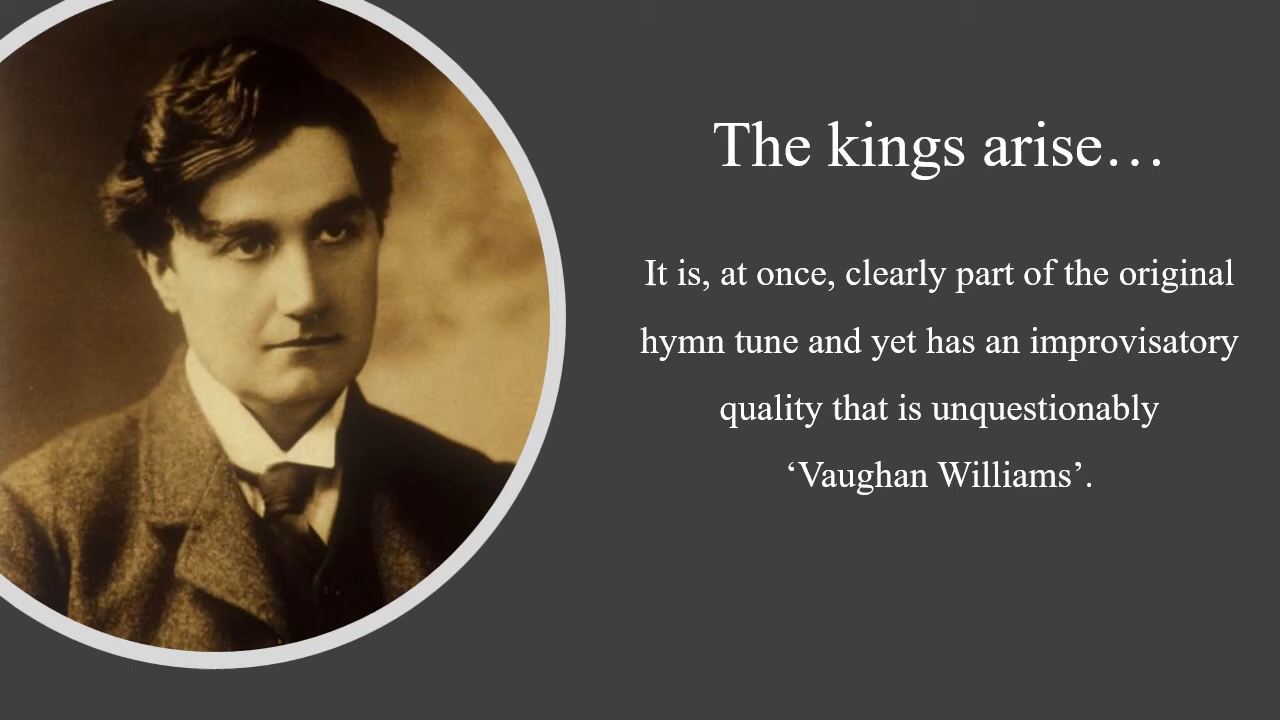 The kings arise…
It is, at once, clearly part of the original
hymn tune and yet has an improvisatory
quality that is unquestionably
‘Vaughan Williams’.